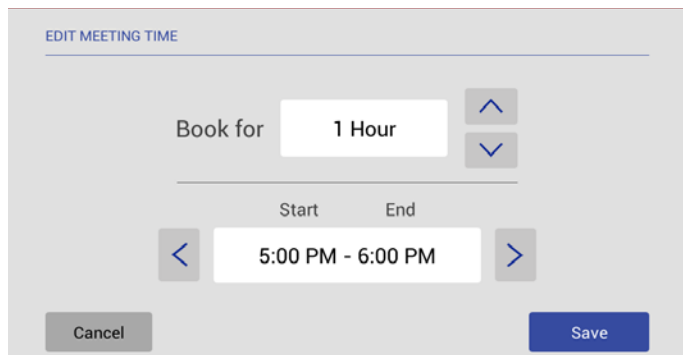 EDIT MEETING TIME
Book for 1 Hour
Start End
5:00 PM - 6:00 PM
Cancel Save